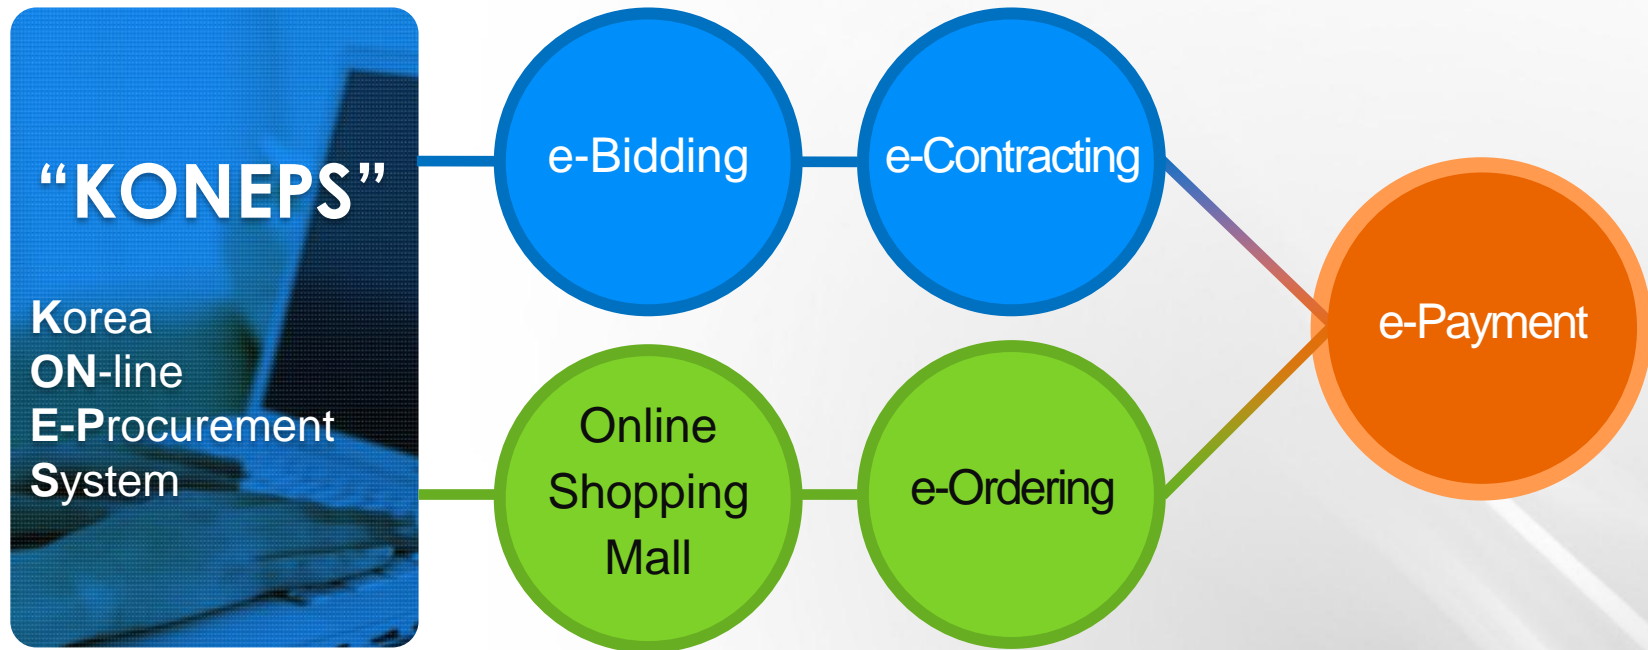 “KONEPS”
Korea
ON-line
E-Procurement
System
e-Bidding
e-Contracting
Online
Shopping
Mall
e-Ordering
e-Payment